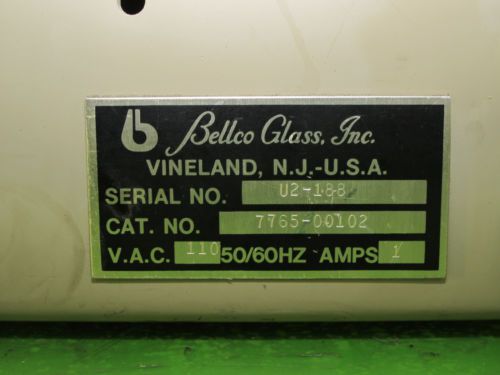 Bellco Glass, Inc.
VINELAND, N.J.-U.S.A.
SERIAL NO. U2-188
CAT. NO. 7765-00102
V.A.C. 110 50/60HZ AMPS 1